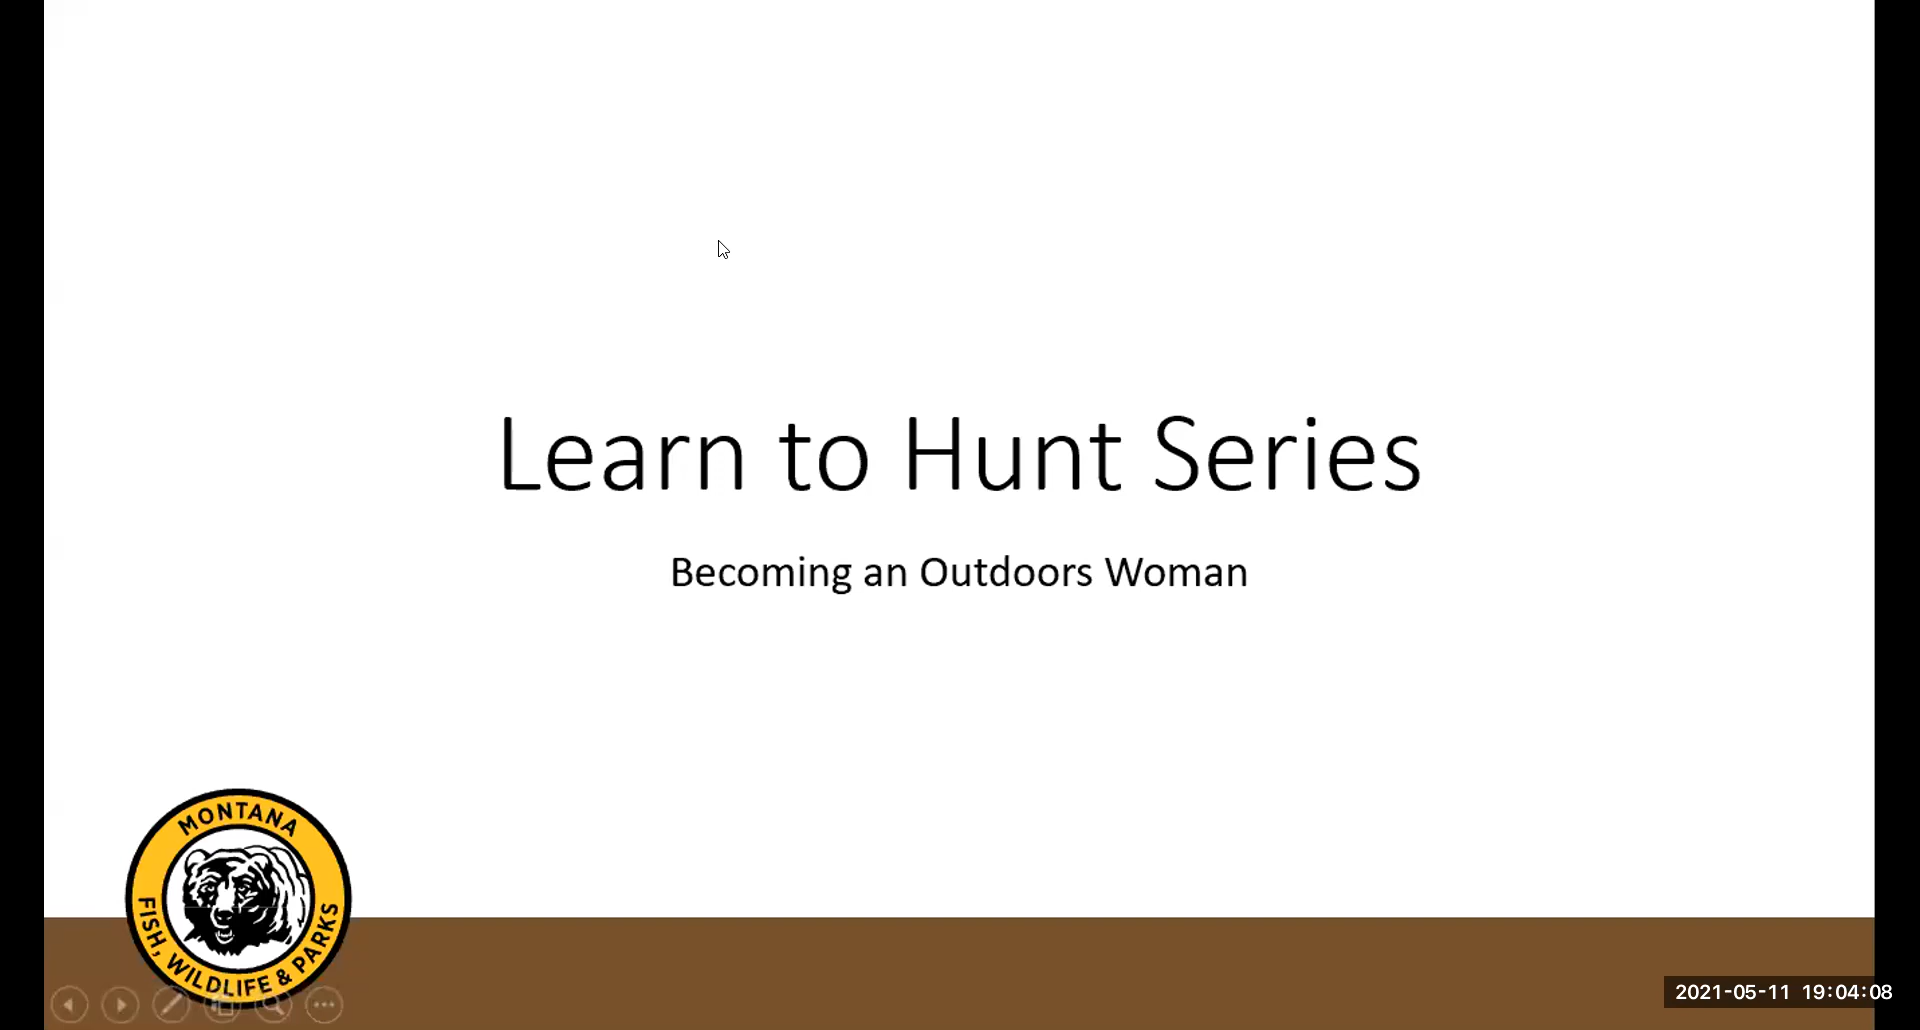 Learn to Hunt Series
Becoming an Outdoors Woman
MONTANA
FISH, WILDLIFE & PARKS
2021-05-11 19:04:08